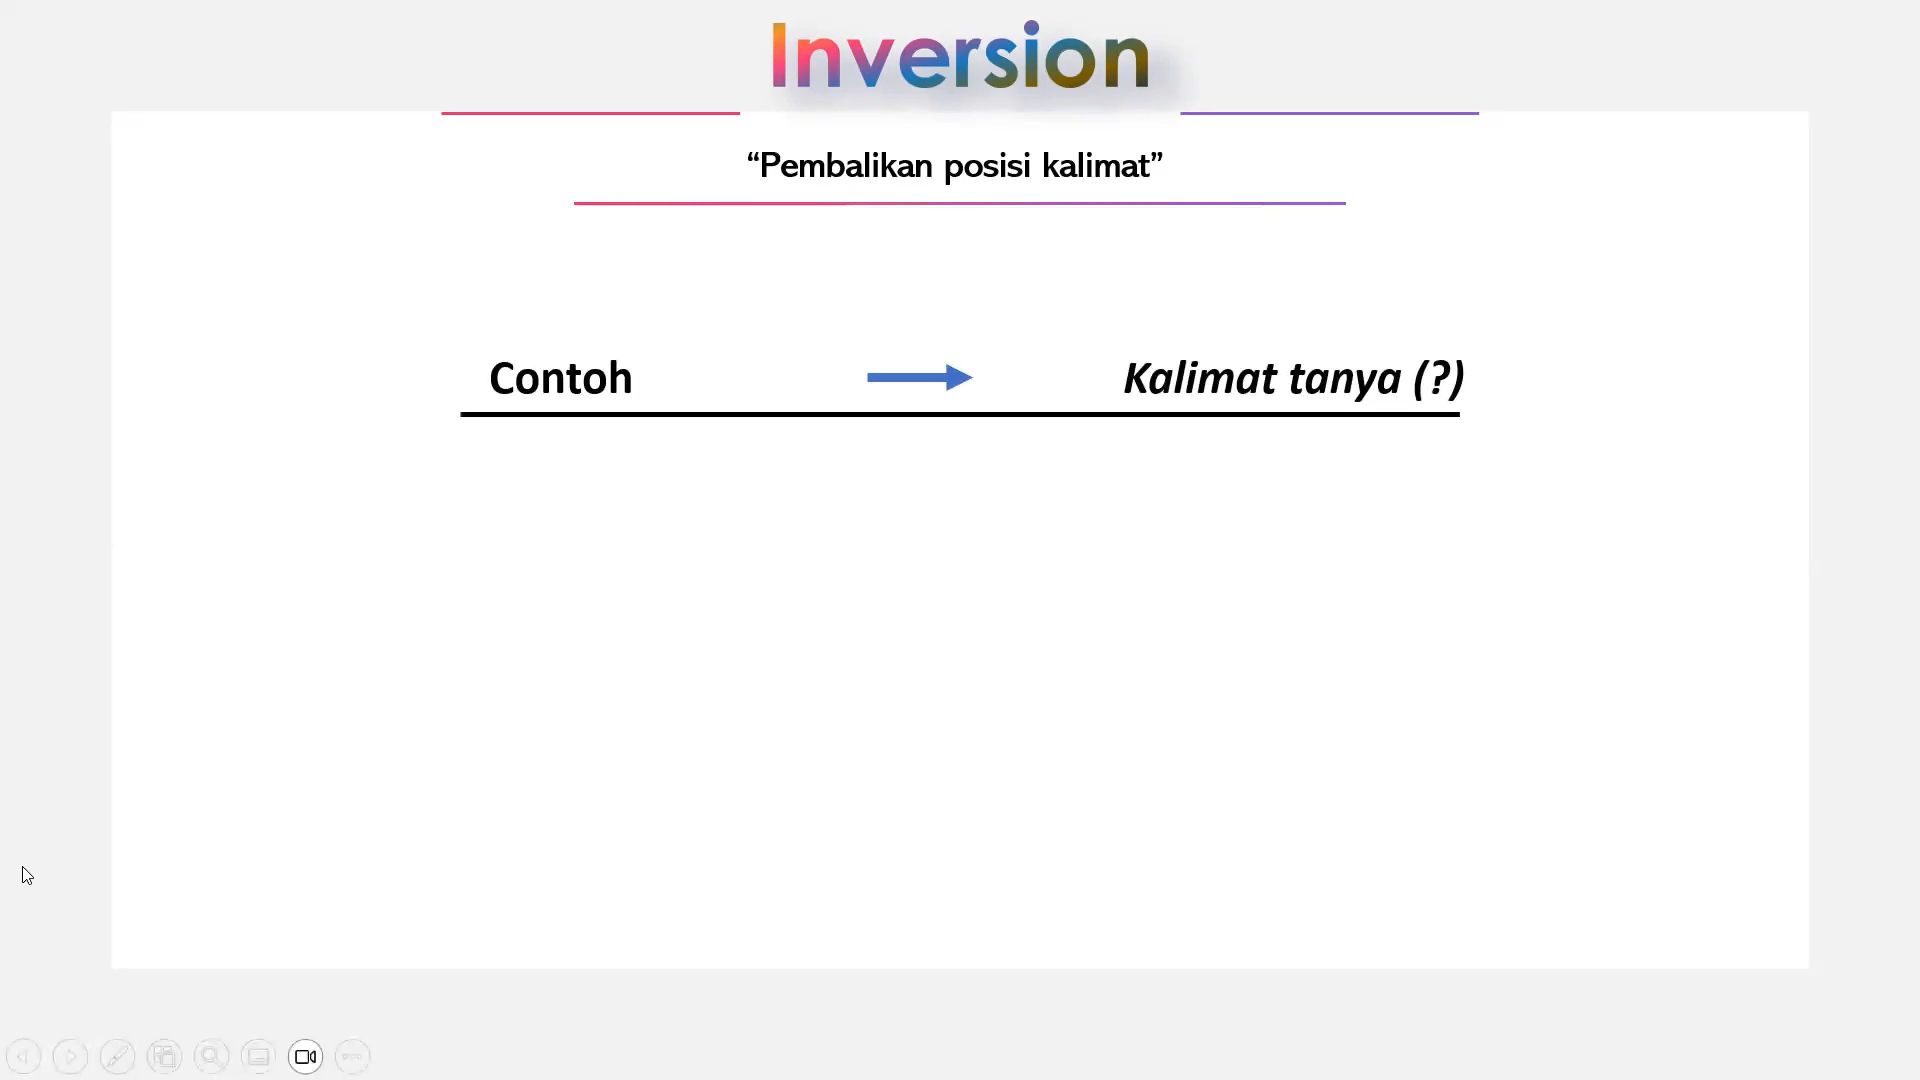 Inversion
“Pembalikan posisi kalimat”
Contoh Kalimat tanya (?)